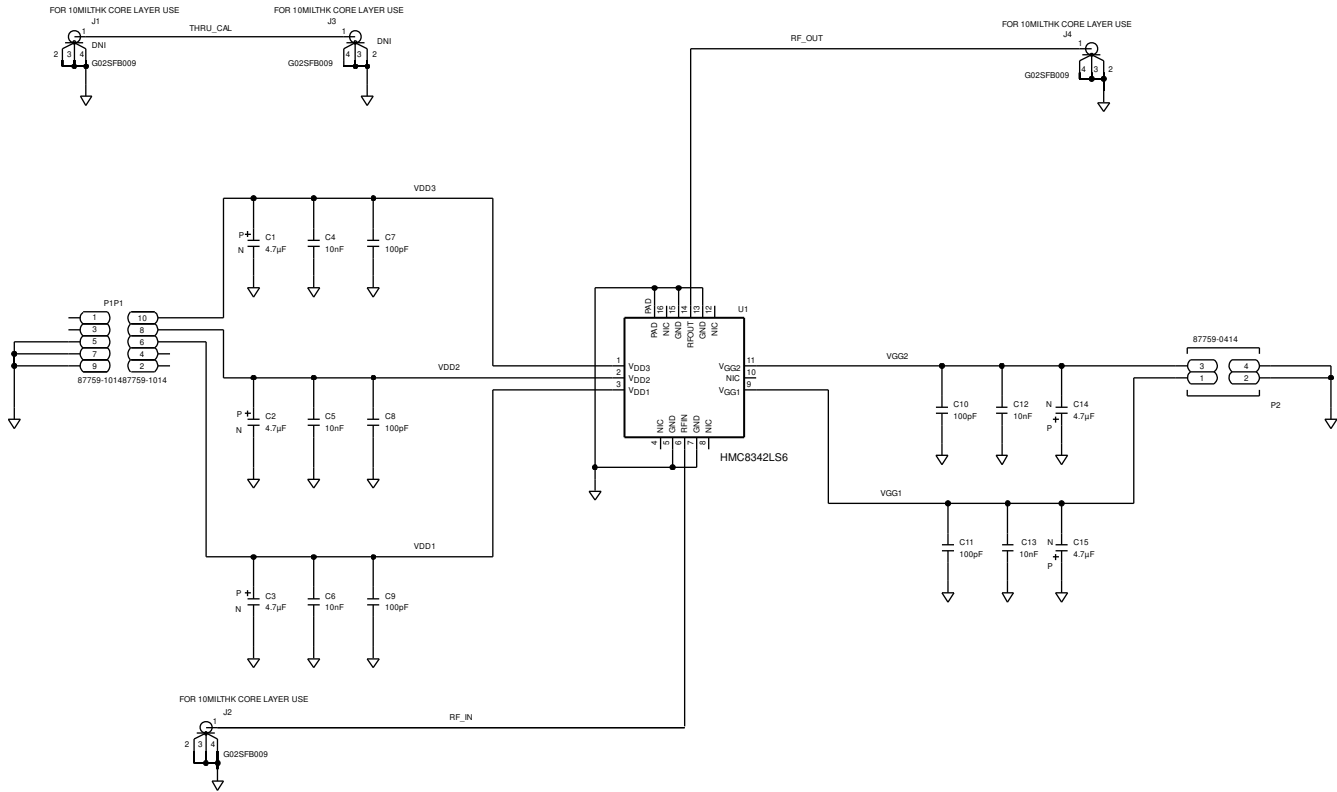 FOR 10MILTHK CORE LAYER USE
J1
1
DNI
2 3 4
G02SFB009
THRU_CAL
FOR 10MILTHK CORE LAYER USE
J3
1
DNI
4 3 2
G02SFB009
FOR 10MILTHK CORE LAYER USE
J4
1
RF_OUT
4 3 2
G02SFB009
VDD3
P+
N
C1
4.7µF
C4
10nF
C7
100pF
P1P1
1 10
3 8
5 6
7 4
9 2
87759-101487759-1014
VDD2
P+
N
C2
4.7µF
C5
10nF
C8
100pF
VDD1
P+
N
C3
4.7µF
C6
10nF
C9
100pF
U1
PAD 16 15 14 13 12
PAD NIC GND RFOUT GND NIC
1 VDD3
2 VDD2
3 VDD1
VGG2 11
NIC 10
VGG1 9
NIC GND RFIN GND NIC
4 5 6 7 8
HMC8342LS6
VGG2
C10
100pF
C12
10nF
N
P+
C14
4.7µF
87759-0414
3 4
1 2
P2
VGG1
C11
100pF
C13
10nF
N
+
P
C15
4.7µF
FOR 10MILTHK CORE LAYER USE
J2
1
RF_IN
2 3 4
G02SFB009